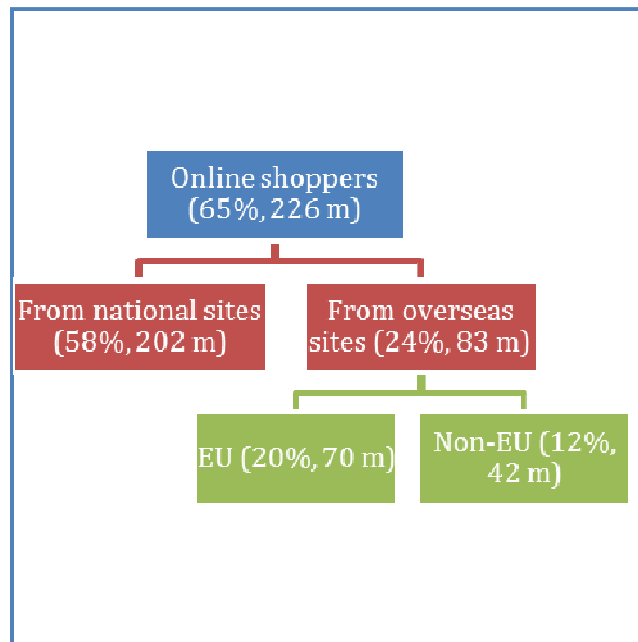 Online shoppers
(65%, 226 m)
From national sites
(58%, 202 m)
From overseas
sites (24%, 83 m)
EU (20%, 70 m)
Non-EU (12%,
42 m)